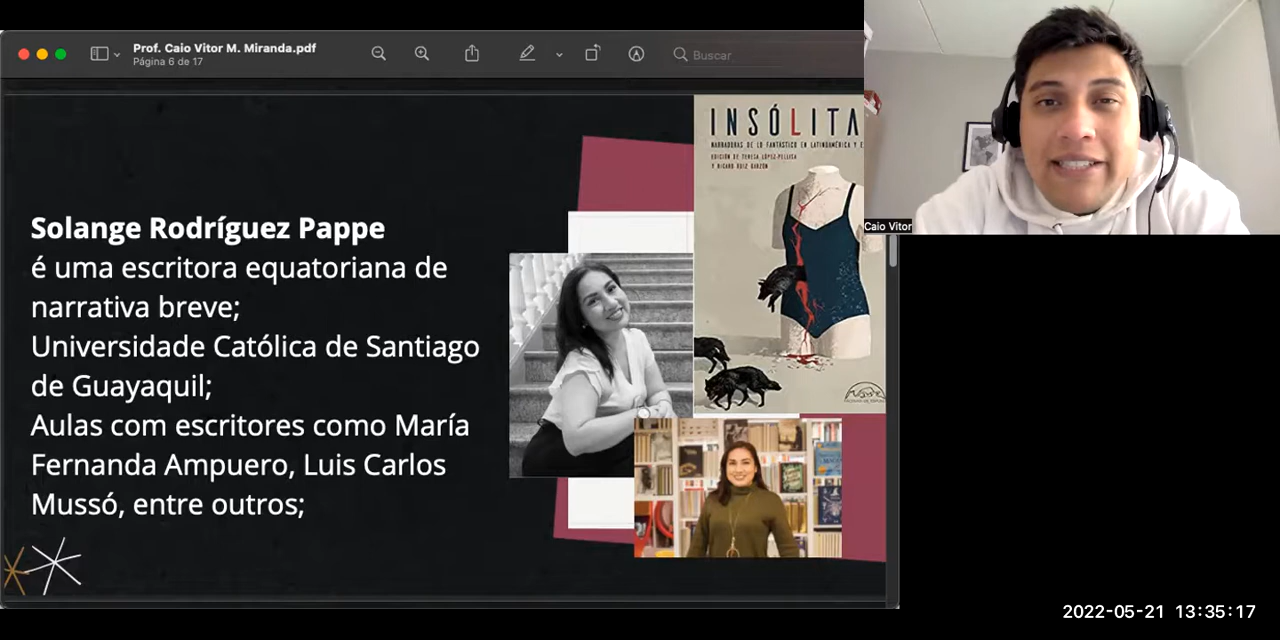 Prof. Caio Vitor M. Miranda.pdf
Página 6 de 17
Buscar
Solange Rodríguez Pappe
é uma escritora equatoriana de
narrativa breve;
Universidade Católica de Santiago
de Guayaquil;
Aulas com escritores como María
Fernanda Ampuero, Luis Carlos
Mussó, entre outros;
INSÓLITA
NARRADORAS DE LO FANTÁSTICO EN LATINOAMÉRICA Y E
EDICIÓN DE TERESA LÓPEZ-PELLISA
Y RICARD RUIZ GARZÓN
Caio Vitor
2022-05-21 13:35:17